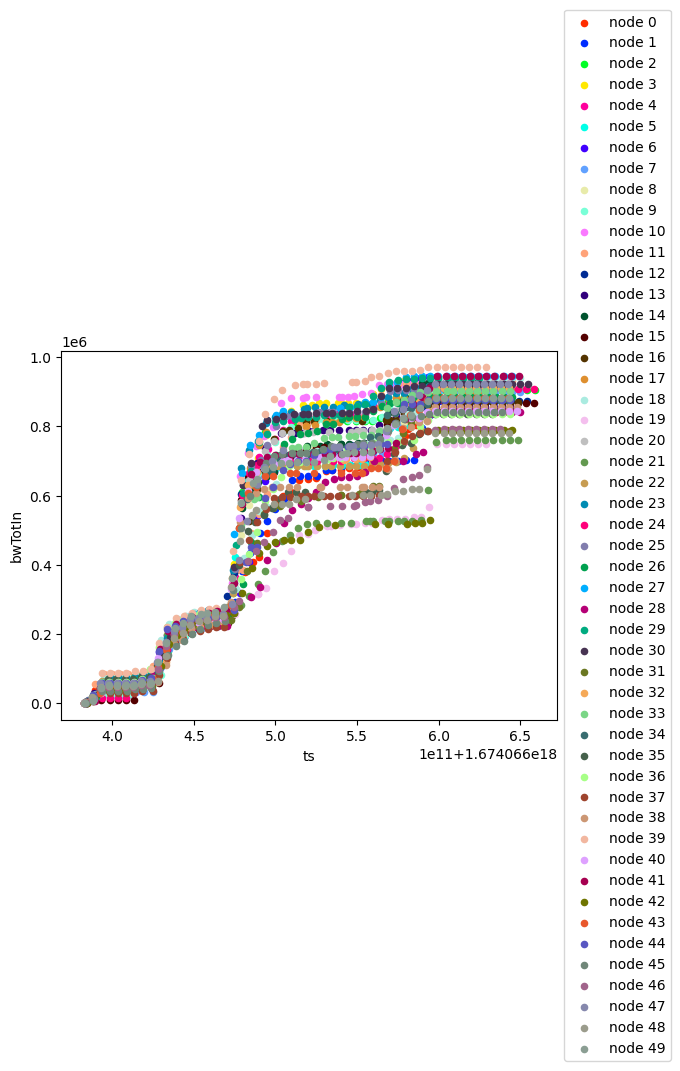 1e6
1.0
0.8
0.6
0.4
0.2
0.0
bwTotIn
4.0 4.5 5.0 5.5 6.0 6.5
ts
1e11+1.674066e18
node 0
node 1
node 2
node 3
node 4
node 5
node 6
node 7
node 8
node 9
node 10
node 11
node 12
node 13
node 14
node 15
node 16
node 17
node 18
node 19
node 20
node 21
node 22
node 23
node 24
node 25
node 26
node 27
node 28
node 29
node 30
node 31
node 32
node 33
node 34
node 35
node 36
node 37
node 38
node 39
node 40
node 41
node 42
node 43
node 44
node 45
node 46
node 47
node 48
node 49